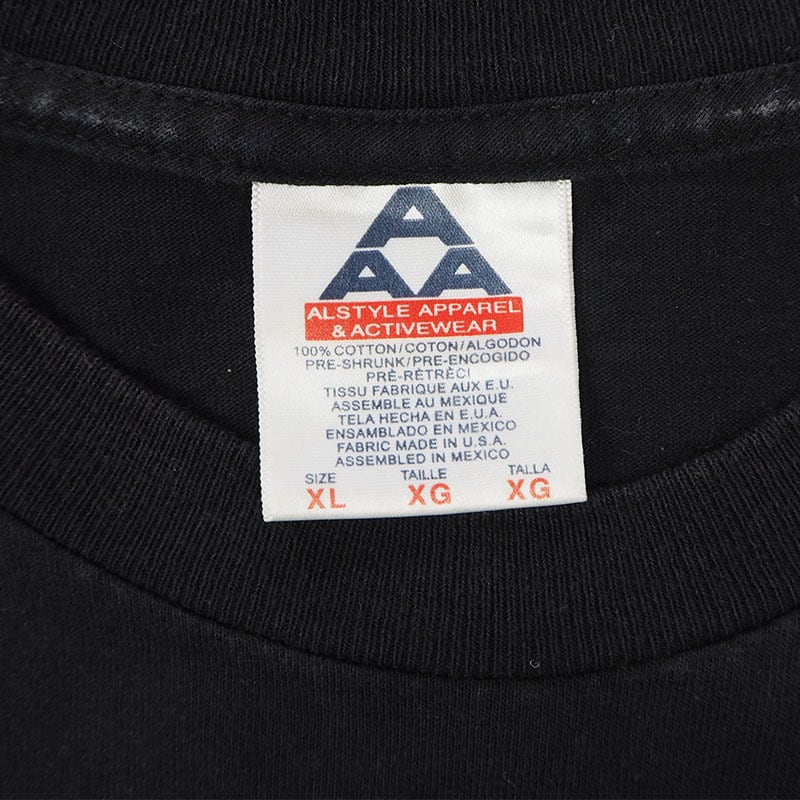 A
AA
ALSTYLE APPAREL
& ACTIVEWEAR
100% COTTON/COTON/ALGODON
PRE-SHRUNK/PRE-ENCOGIDO
PRÉ-RÉTRÉCI
TISSU FABRIQUE AUX E.U.
ASSEMBLE AU MEXIQUE
TELA HECHA EN E.U.A.
ENSAMBLADO EN MEXICO
FABRIC MADE IN U.S.A.
ASSEMBLED IN MEXICO
SIZE TAILLE TALLA
XL XG XG